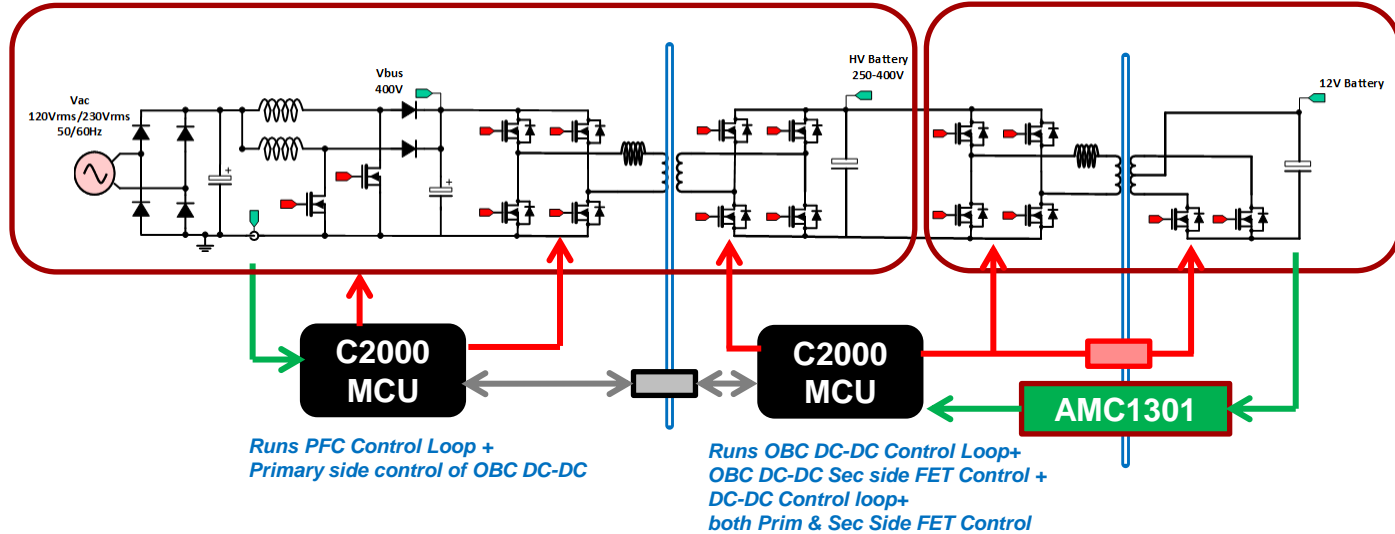 Vac
120Vrms/230Vrms
50/60Hz
Vbus
400V
HV Battery
250-400V
12V Battery
+
+
C2000
MCU
C2000
MCU
AMC1301
Runs PFC Control Loop +
Primary side control of OBC DC-DC
Runs OBC DC-DC Control Loop+
OBC DC-DC Sec side FET Control +
DC-DC Control loop+
both Prim & Sec Side FET Control